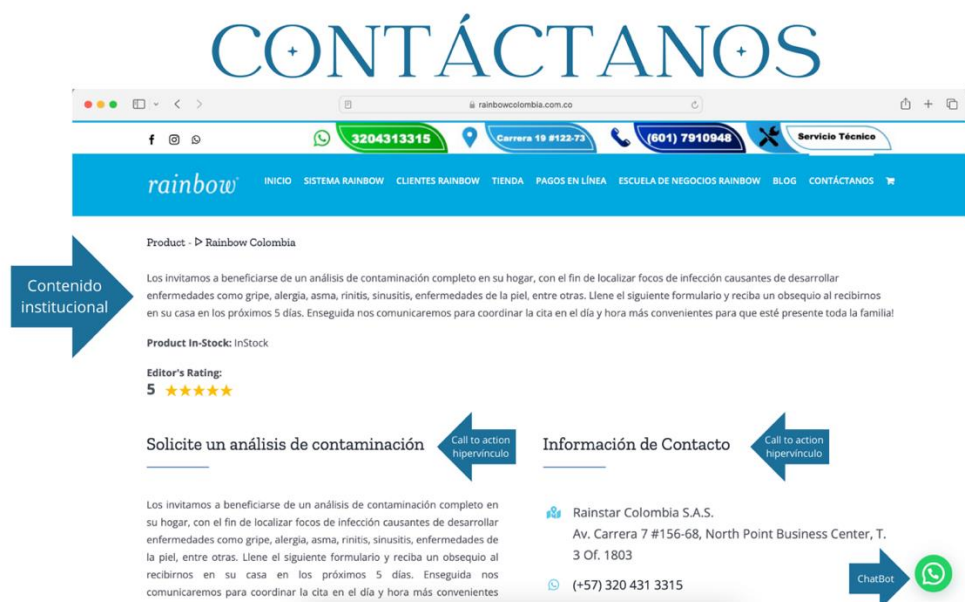 CONTÁCTANOS
rainbowcolombia.com.co
3204313315
Carrera 19 #122-73
(601) 7910948
Servicio Técnico
rainbow
INICIO SISTEMA RAINBOW CLIENTES RAINBOW TIENDA PAGOS EN LÍNEA ESCUELA DE NEGOCIOS RAINBOW BLOG CONTÁCTANOS
Product - ᐅ Rainbow Colombia
Contenido
institucional
Los invitamos a beneficiarse de un análisis de contaminación completo en su hogar, con el fin de localizar focos de infección causantes de desarrollar
enfermedades como gripe, alergia, asma, rinitis, sinusitis, enfermedades de la piel, entre otras. Llene el siguiente formulario y reciba un obsequio al recibirnos
en su casa en los próximos 5 días. Enseguida nos comunicaremos para coordinar la cita en el día y hora más convenientes para que esté presente toda la familia!
Product In-Stock: InStock
Editor's Rating:
5 ★★★★★
Solicite un análisis de contaminación
Call to action
hipervínculo
Los invitamos a beneficiarse de un análisis de contaminación completo en
su hogar, con el fin de localizar focos de infección causantes de desarrollar
enfermedades como gripe, alergia, asma, rinitis, sinusitis, enfermedades de
la piel, entre otras. Llene el siguiente formulario y reciba un obsequio al
recibirnos en su casa en los próximos 5 días. Enseguida nos
comunicaremos para coordinar la cita en el día y hora más convenientes
Información de Contacto
Call to action
hipervínculo
Rainstar Colombia S.A.S.
Av. Carrera 7 #156-68, North Point Business Center, T.
3 Of. 1803
(+57) 320 431 3315
ChatBot